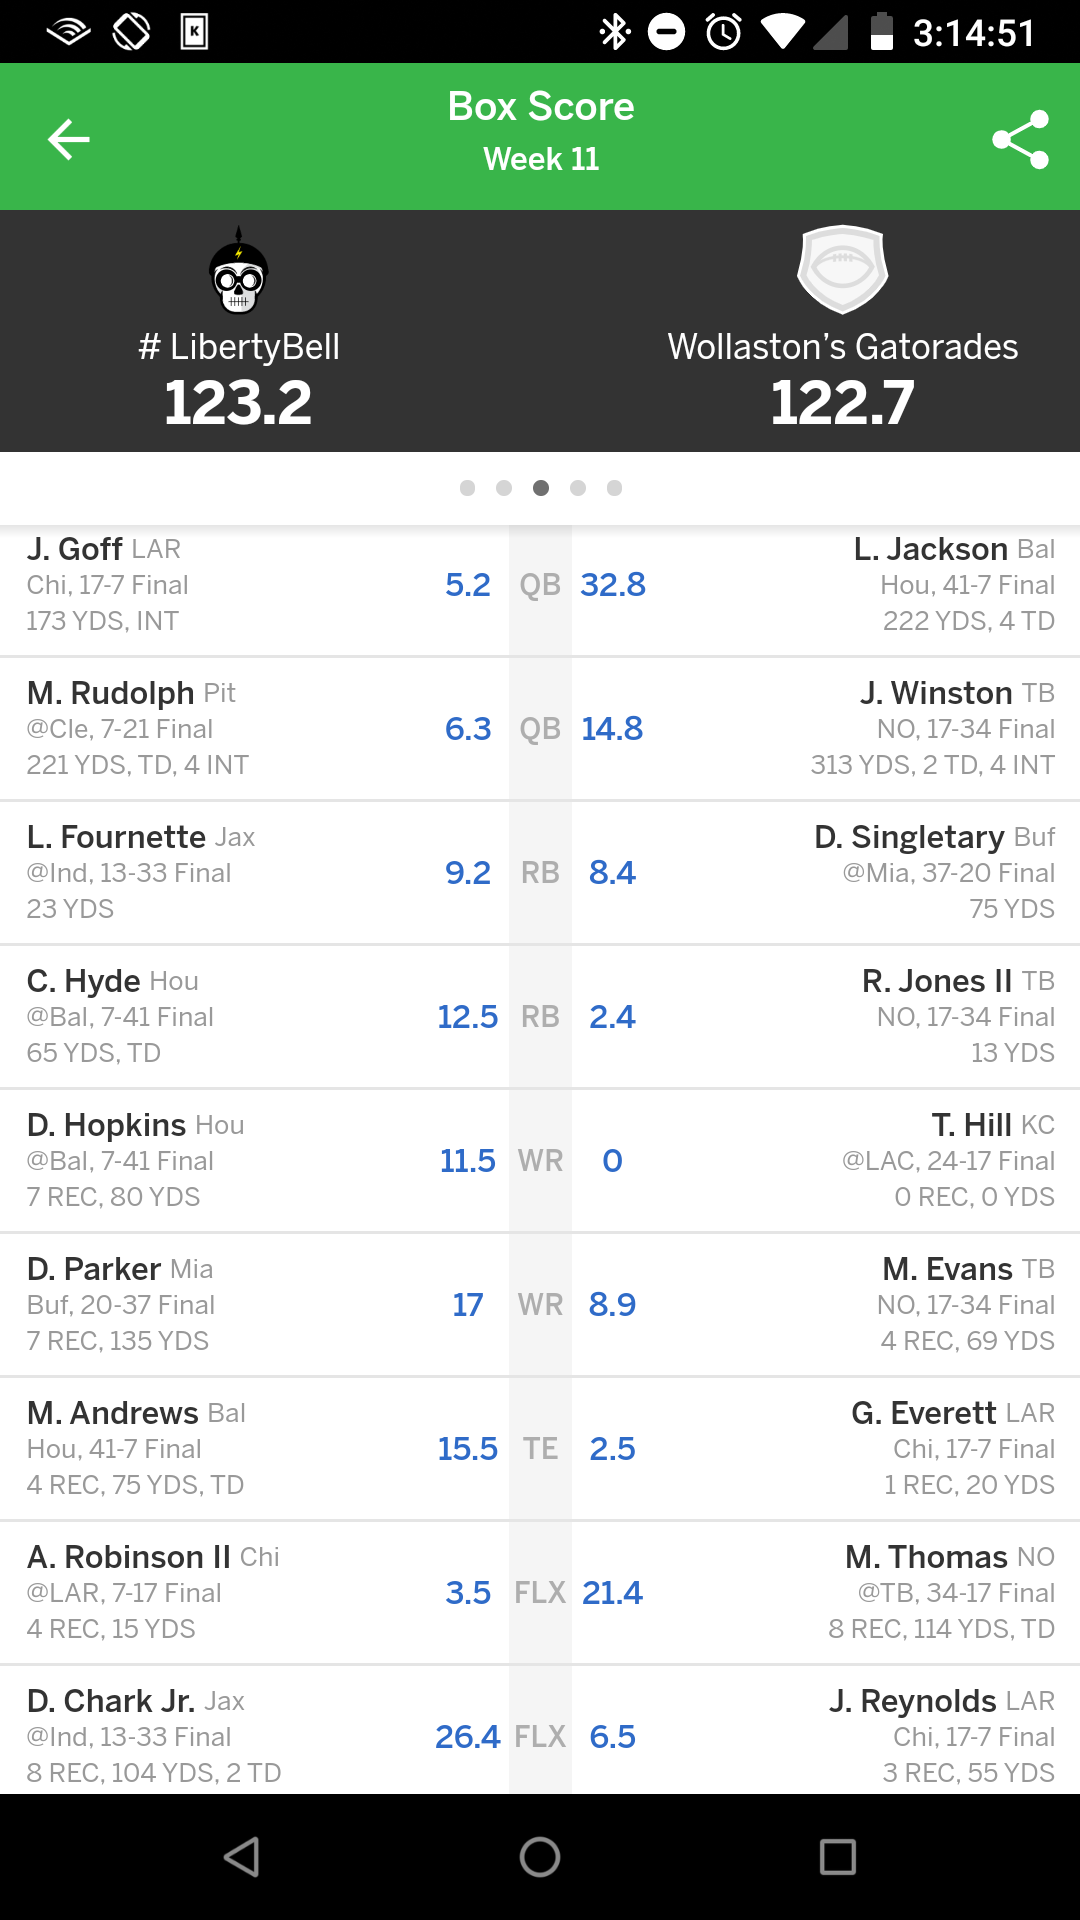 K
3:14:51
Box Score
Week 11
# LibertyBell
123.2
Wollaston's Gatorades
122.7
J. Goff LAR
Chi, 17-7 Final
173 YDS, INT
5.2 QB 32.8
L. Jackson Bal
Hou, 41-7 Final
222 YDS, 4 TD
M. Rudolph Pit
@Cle, 7-21 Final
221 YDS, TD, 4 INT
6.3 QB 14.8
J. Winston TB
NO, 17-34 Final
313 YDS, 2 TD, 4 INT
L. Fournette Jax
@Ind, 13-33 Final
23 YDS
9.2 RB 8.4
D. Singletary Buf
@Mia, 37-20 Final
75 YDS
C. Hyde Hou
@Bal, 7-41 Final
65 YDS, TD
12.5 RB 2.4
R. Jones II TB
NO, 17-34 Final
13 YDS
D. Hopkins Hou
@Bal, 7-41 Final
7 REC, 80 YDS
11.5 WR 0
T. Hill KC
@LAC, 24-17 Final
0 REC, 0 YDS
D. Parker Mia
Buf, 20-37 Final
7 REC, 135 YDS
17 WR 8.9
M. Evans TB
NO, 17-34 Final
4 REC, 69 YDS
M. Andrews Bal
Hou, 41-7 Final
4 REC, 75 YDS, TD
15.5 TE 2.5
G. Everett LAR
Chi, 17-7 Final
1 REC, 20 YDS
A. Robinson II Chi
@LAR, 7-17 Final
4 REC, 15 YDS
3.5 FLX 21.4
M. Thomas NO
@TB, 34-17 Final
8 REC, 114 YDS, TD
D. Chark Jr. Jax
@Ind, 13-33 Final
8 REC, 104 YDS, 2 TD
26.4 FLX 6.5
J. Reynolds LAR
Chi, 17-7 Final
3 REC, 55 YDS